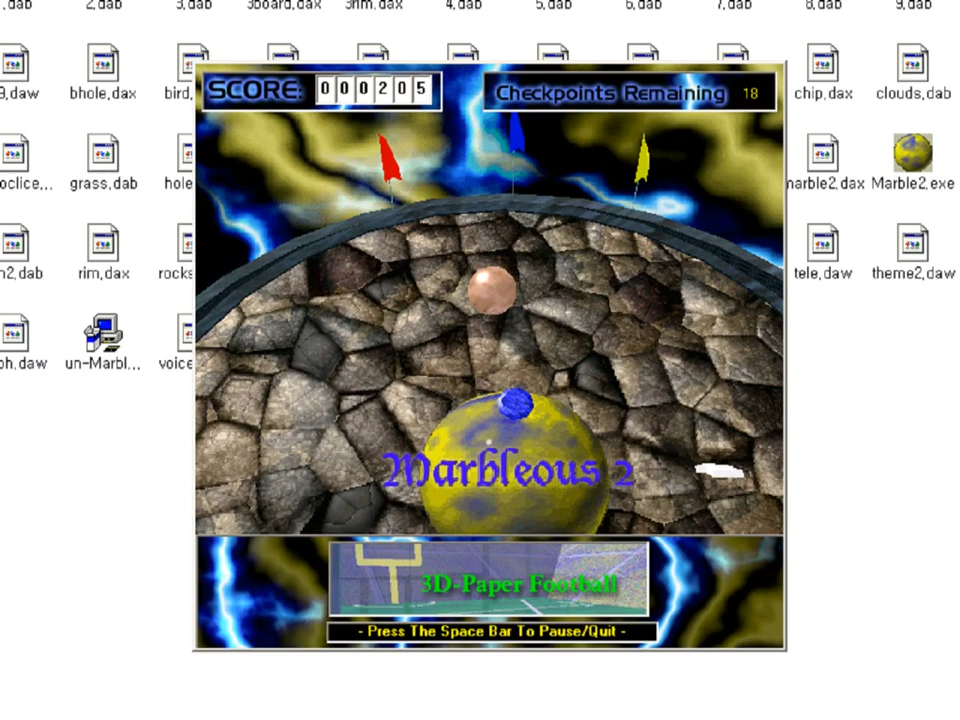 .dab 2,dab 3,dab 3board,dax 3rim,dax 4,dab 5,dab 6,dab 7,dab 8,dab 9,dab
SCORE: 000205 Checkpoints Remaining 18
,daw bhole,dax bird, chip,dax clouds,dab
oclice,,, grass,dab hole marble2,dax Marble2,exe
n2,dab rim,dax rocks tele,daw theme2,daw
oh,daw un-Marbl,,, voice
Marbleous 2
3D-Paper Football
- Press The Space Bar To Pause/Quit -